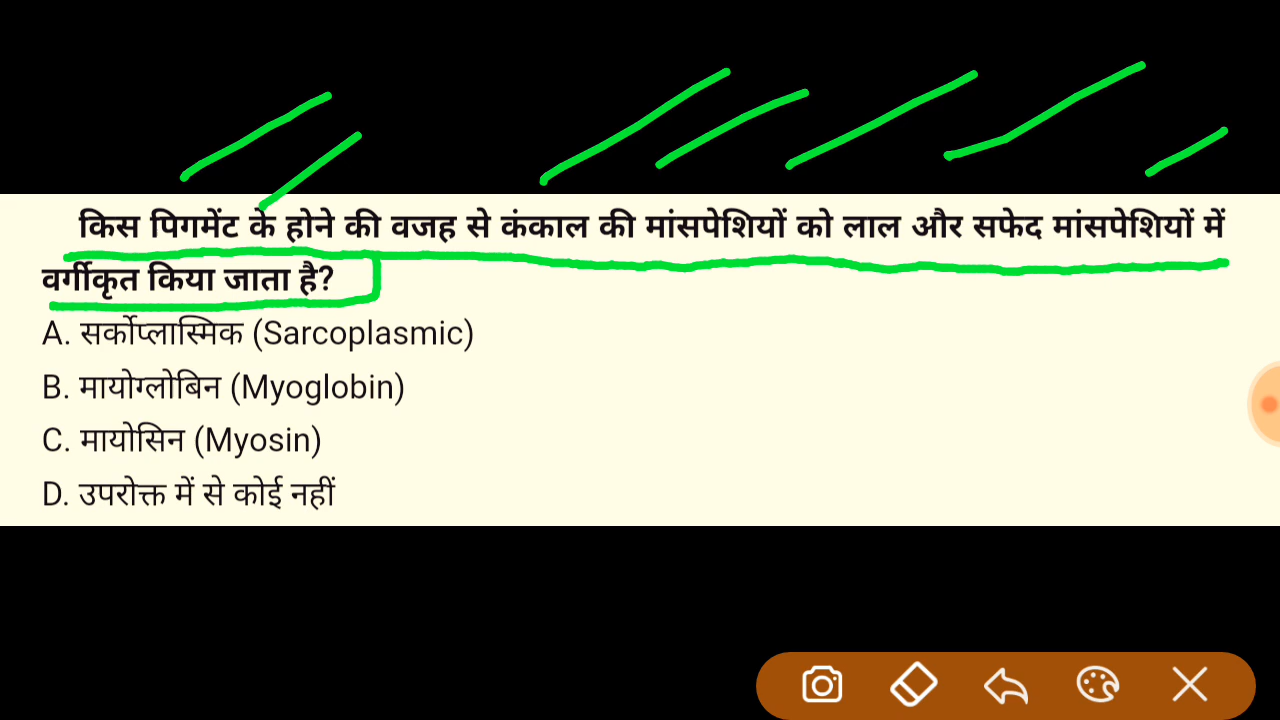 किस पिगमेंट के होने की वजह से कंकाल की मांसपेशियों को लाल और सफेद मांसपेशियों में
वर्गीकृत किया जाता है?
A. सर्कोप्लास्मिक (Sarcoplasmic)
B. मायोग्लोबिन (Myoglobin)
C. मायोसिन (Myosin)
D. उपरोक्त में से कोई नहीं